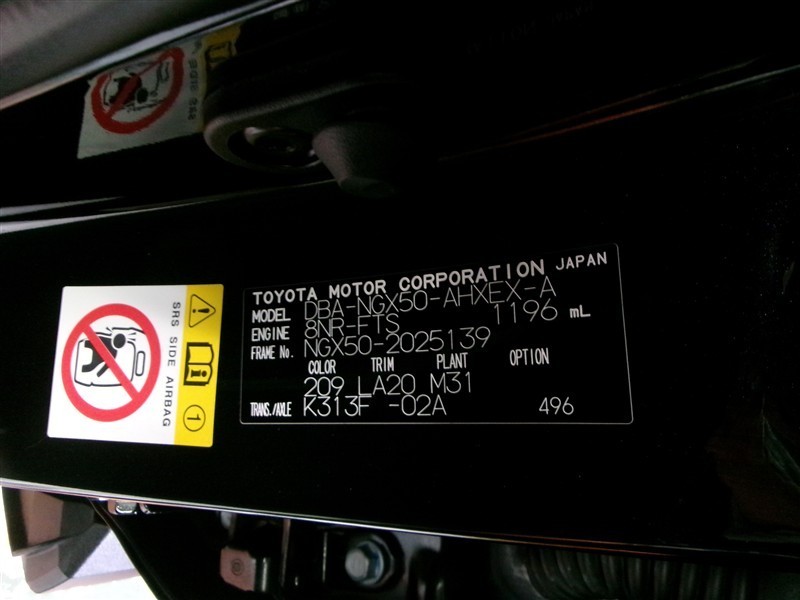 TOYOTA MOTOR CORPORATION JAPAN
MODEL DBA-NGX50-AHXEX-A
ENGINE 8NR-FTS 1196 mL
FRAME No. NGX50-2025139
COLOR TRIM PLANT OPTION
209 LA20 M31
TRANS./AXLE K313F -02A 496
SRS SIDE AIRBAG
1